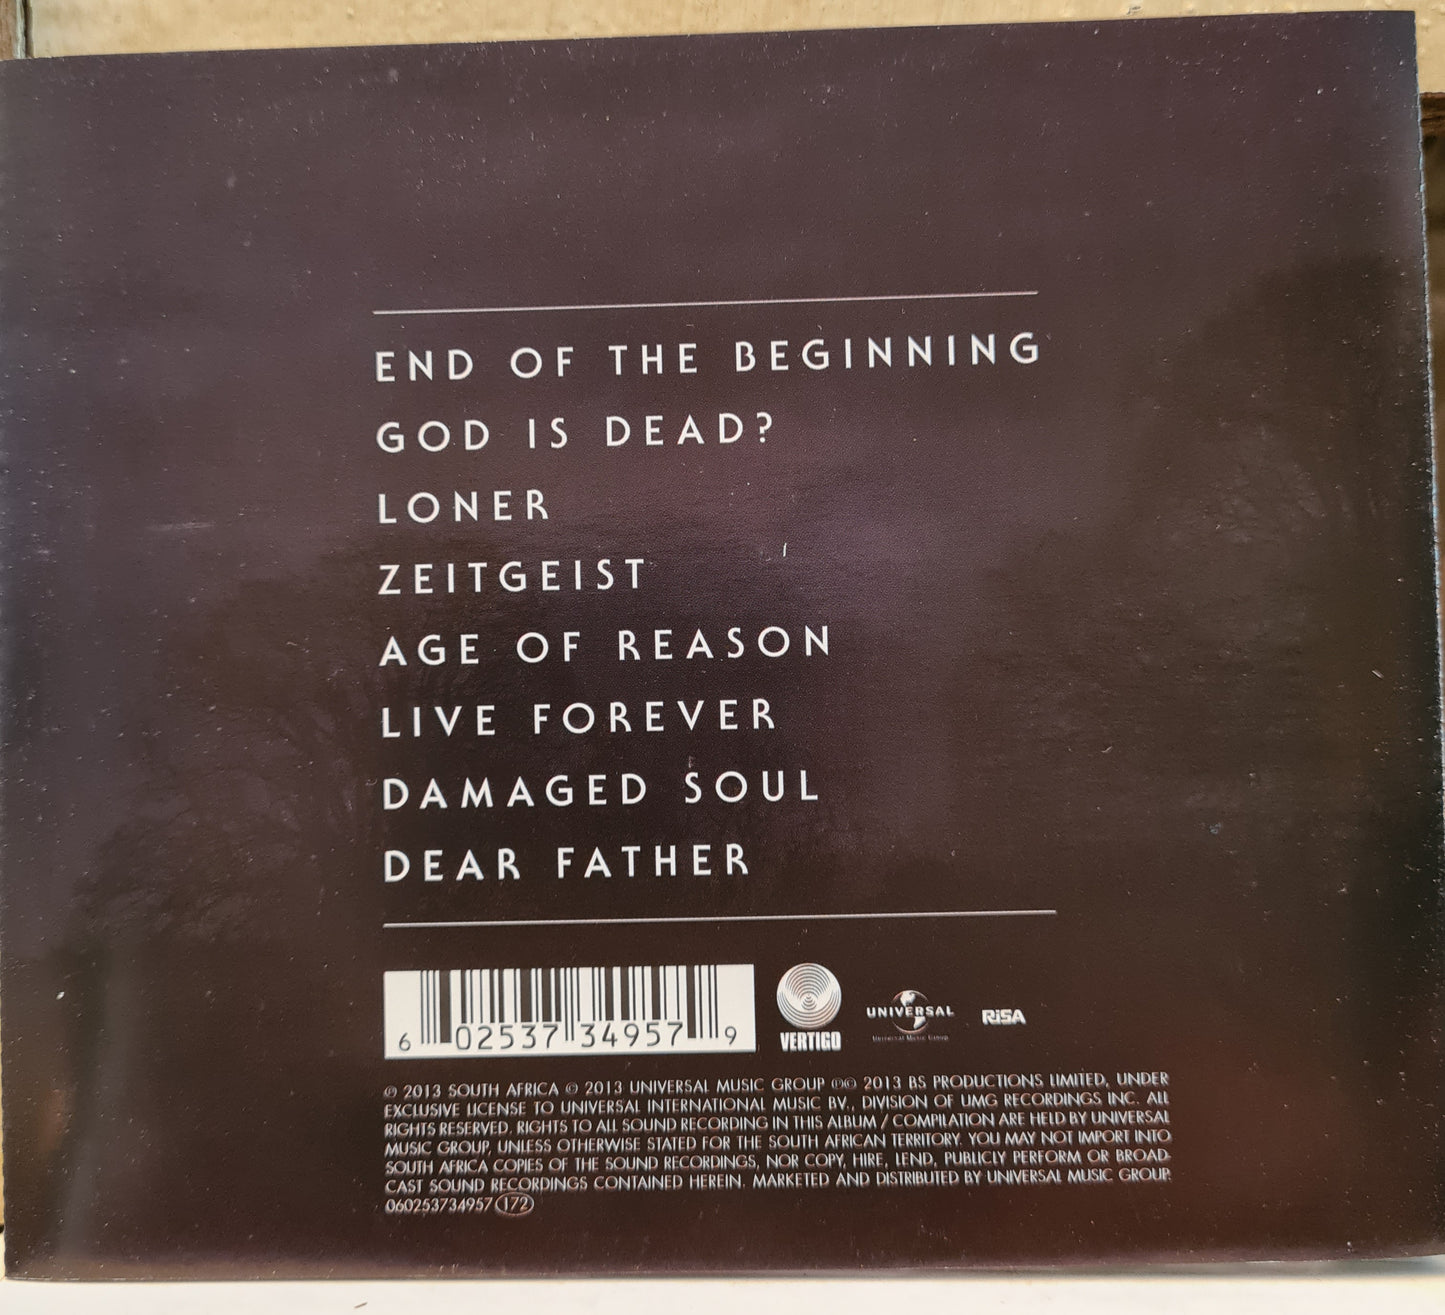 END OF THE BEGINNING
GOD IS DEAD?
LONER
ZEITGEIST
AGE OF REASON
LIVE FOREVER
DAMAGED SOUL
DEAR FATHER
6 02537 34957 9
VERTIGO
UNIVERSAL
UNIVERSAL MUSIC GROUP
RiSA
℗ 2013 SOUTH AFRICA © 2013 UNIVERSAL MUSIC GROUP ℗© 2013 BS PRODUCTIONS LIMITED, UNDER
EXCLUSIVE LICENSE TO UNIVERSAL INTERNATIONAL MUSIC BV., DIVISION OF UMG RECORDINGS INC. ALL
RIGHTS RESERVED. RIGHTS TO ALL SOUND RECORDING IN THIS ALBUM / COMPILATION ARE HELD BY UNIVERSAL
MUSIC GROUP, UNLESS OTHERWISE STATED FOR THE SOUTH AFRICAN TERRITORY. YOU MAY NOT IMPORT INTO
SOUTH AFRICA COPIES OF THE SOUND RECORDINGS, NOR COPY, HIRE, LEND, PUBLICLY PERFORM OR BROAD-
CAST SOUND RECORDINGS CONTAINED HEREIN. MARKETED AND DISTRIBUTED BY UNIVERSAL MUSIC GROUP.
060253734957 172